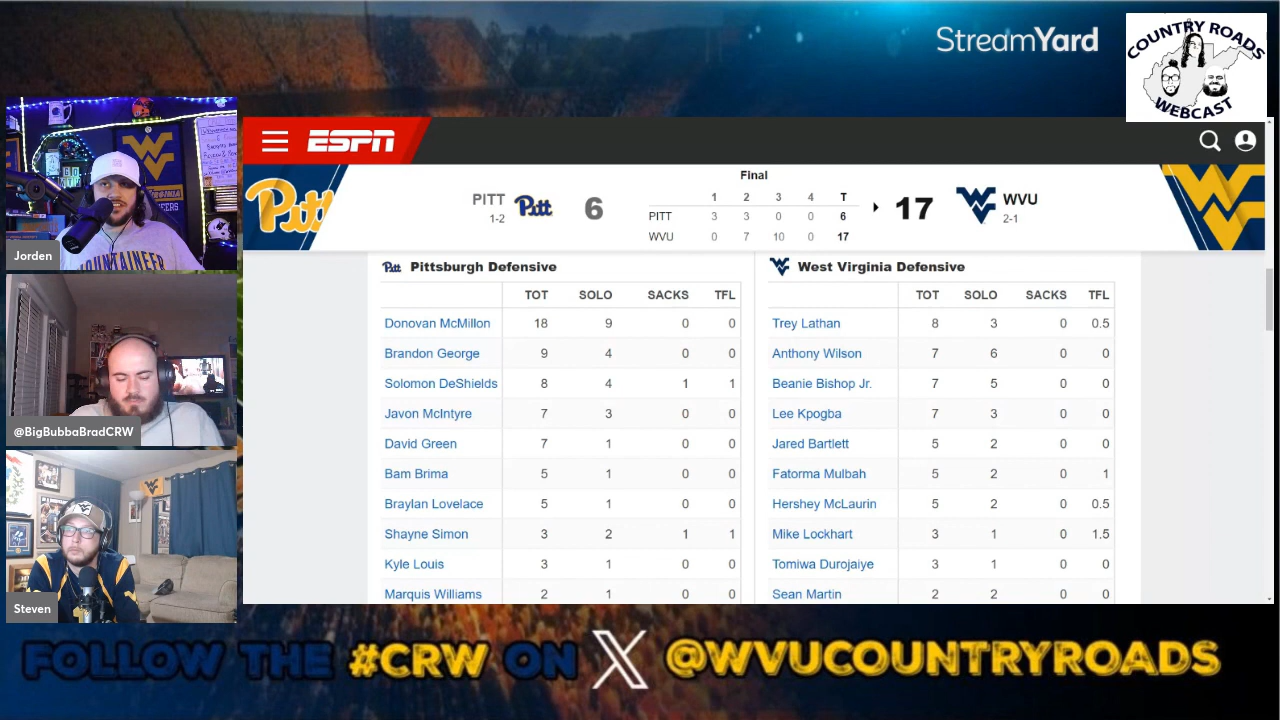 StreamYard
COUNTRY ROADS
WEBCAST
ESPN
Pitt
Final
PITT
1-2
Pitt
6
1 2 3 4 T
PITT 3 3 0 0 6
WVU 0 7 10 0 17
17
WVU
2-1
Pitt Pittsburgh Defensive
TOT SOLO SACKS TFL
Donovan McMillon 18 9 0 0
Brandon George 9 4 0 0
Solomon DeShields 8 4 1 1
Javon McIntyre 7 3 0 0
David Green 7 1 0 0
Bam Brima 5 1 0 0
Braylan Lovelace 5 1 0 0
Shayne Simon 3 2 1 1
Kyle Louis 3 1 0 0
Marquis Williams 2 1 0 0
West Virginia Defensive
TOT SOLO SACKS TFL
Trey Lathan 8 3 0 0.5
Anthony Wilson 7 6 0 0
Beanie Bishop Jr. 7 5 0 0
Lee Kpogba 7 3 0 0
Jared Bartlett 5 2 0 0
Fatorma Mulbah 5 2 0 1
Hershey McLaurin 5 2 0 0.5
Mike Lockhart 3 1 0 1.5
Tomiwa Durojaiye 3 1 0 0
Sean Martin 2 2 0 0
MOUNTAINEER
Jorden
@BigBubbaBradCRW
Steven
FOLLOW THE #CRW ON X @WVUCOUNTRYROADS